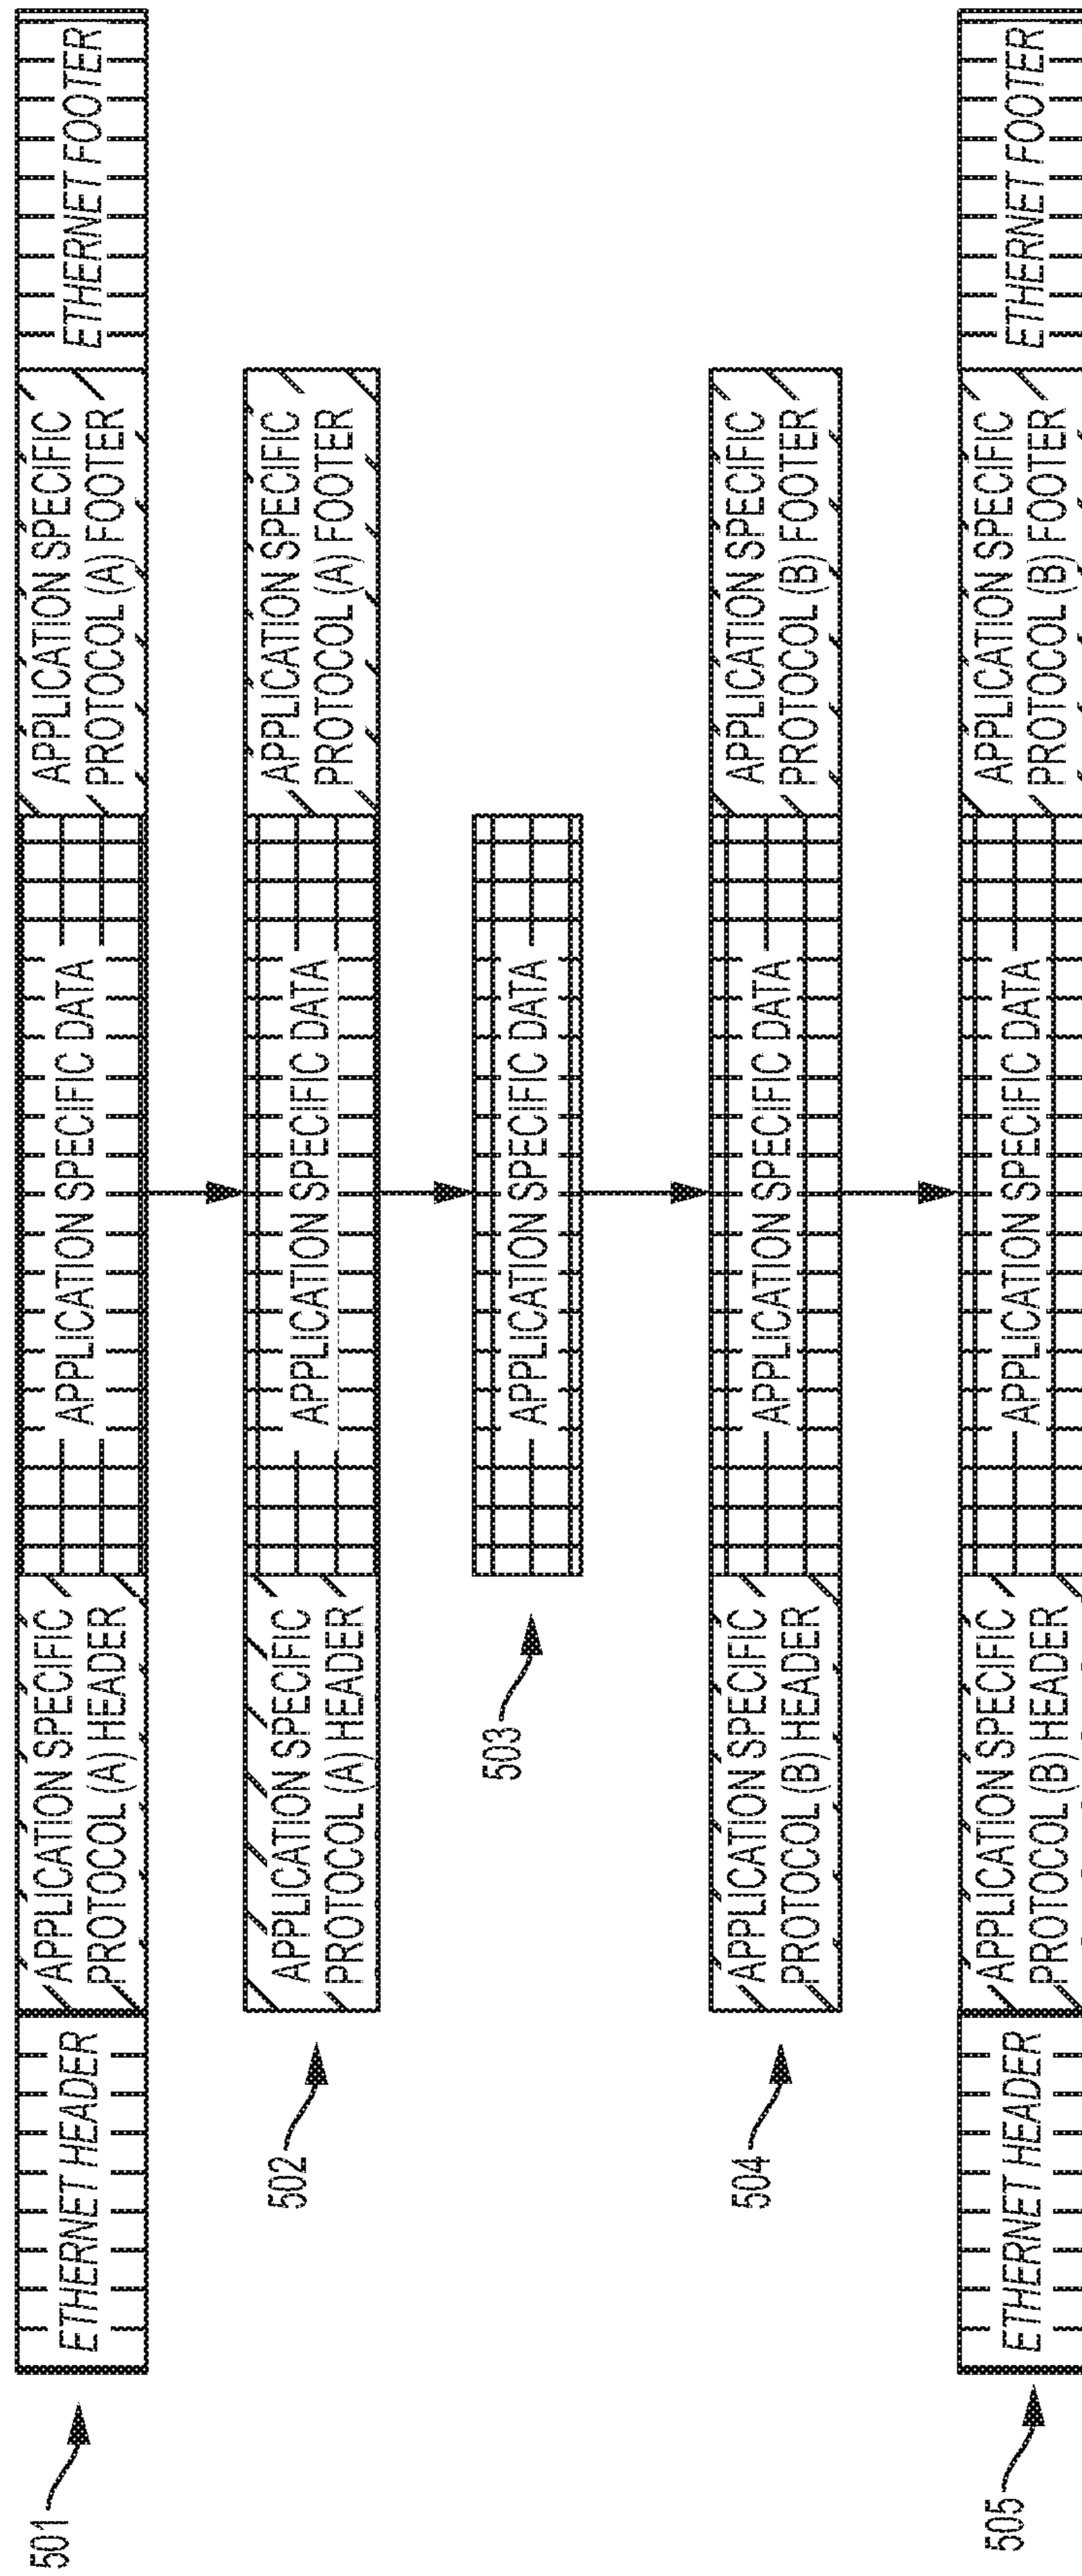 501
ETHERNET HEADER
APPLICATION SPECIFIC
PROTOCOL (A) HEADER
APPLICATION SPECIFIC DATA
APPLICATION SPECIFIC
PROTOCOL (A) FOOTER
ETHERNET FOOTER
502
APPLICATION SPECIFIC
PROTOCOL (A) HEADER
APPLICATION SPECIFIC DATA
APPLICATION SPECIFIC
PROTOCOL (A) FOOTER
503
APPLICATION SPECIFIC DATA
504
APPLICATION SPECIFIC
PROTOCOL (B) HEADER
APPLICATION SPECIFIC DATA
APPLICATION SPECIFIC
PROTOCOL (B) FOOTER
505
ETHERNET HEADER
APPLICATION SPECIFIC
PROTOCOL (B) HEADER
APPLICATION SPECIFIC DATA
APPLICATION SPECIFIC
PROTOCOL (B) FOOTER
ETHERNET FOOTER